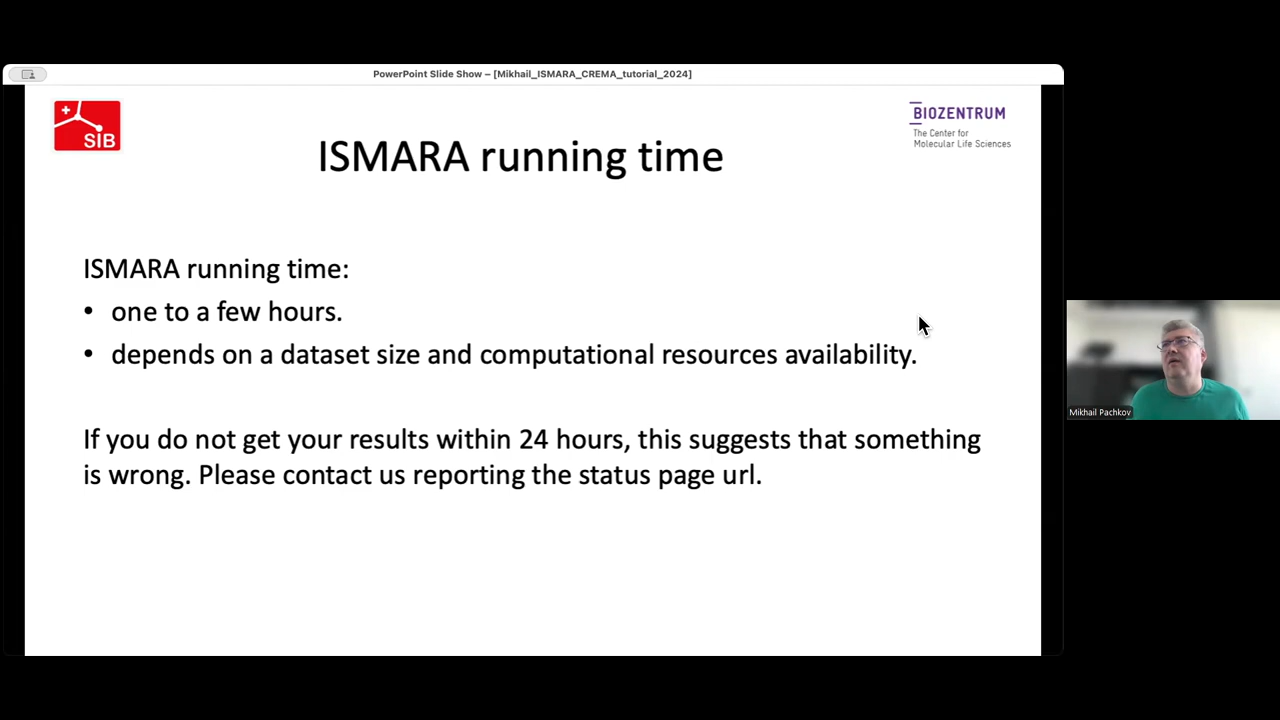 PowerPoint Slide Show – [Mikhail_ISMARA_CREMA_tutorial_2024]
SIB
BIOZENTRUM
The Center for
Molecular Life Sciences
ISMARA running time
ISMARA running time:
• one to a few hours.
• depends on a dataset size and computational resources availability.
If you do not get your results within 24 hours, this suggests that something
is wrong. Please contact us reporting the status page url.
Mikhail Pachkov